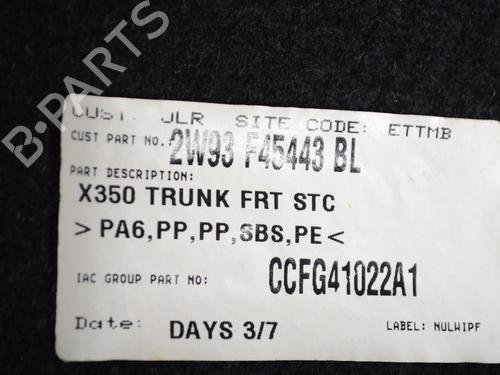 B-PARTS
CUST. JLR SITE CODE: ETTMB
CUST PART NO. 2W93 F45443 BL
PART DESCRIPTION:
X350 TRUNK FRT STC
>PA6,PP,PP,SBS,PE<
IAC GROUP PART NO: CCFG41022A1
Date: DAYS 3/7 LABEL: NULWIPF